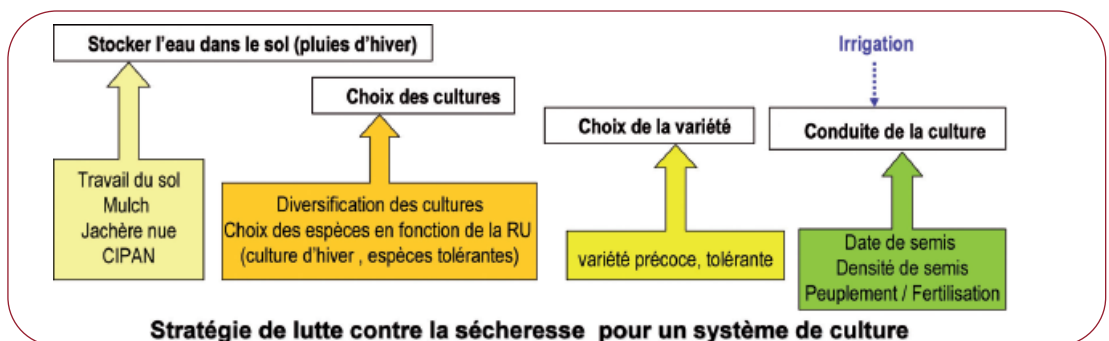 Stocker l'eau dans le sol (pluies d'hiver)
Travail du sol
Mulch
Jachère nue
CIPAN
Choix des cultures
Diversification des cultures
Choix des espèces en fonction de la RU
(culture d'hiver , espèces tolérantes)
Choix de la variété
variété précoce, tolérante
Irrigation
Conduite de la culture
Date de semis
Densité de semis
Peuplement / Fertilisation
Stratégie de lutte contre la sécheresse pour un système de culture